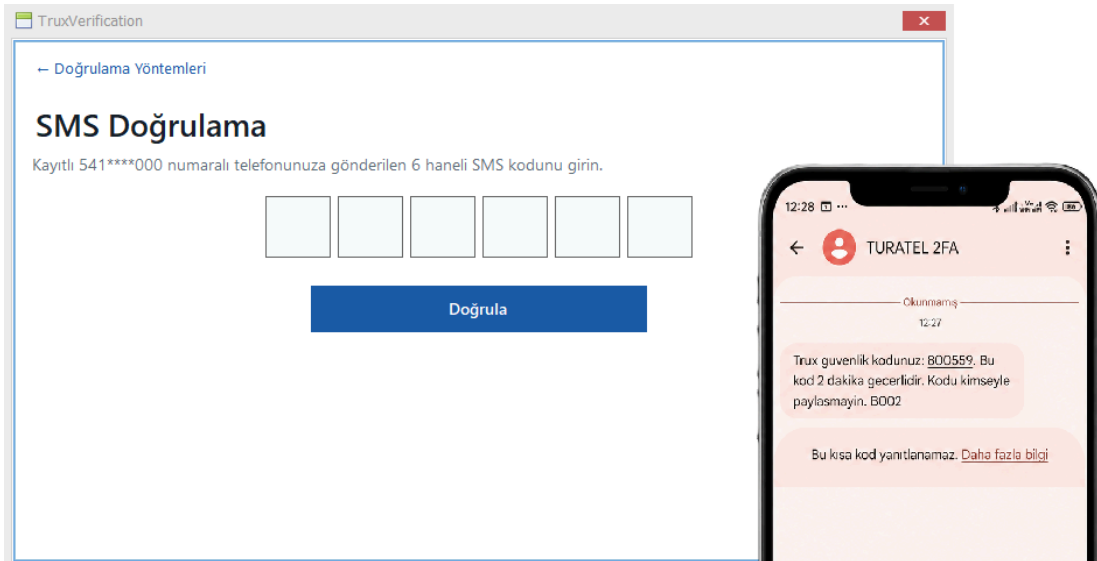 TruxVerification
← Doğrulama Yöntemleri
SMS Doğrulama
Kayıtlı 541****000 numaralı telefonunuza gönderilen 6 haneli SMS kodunu girin.
Doğrula
12:28
← TURATEL 2FA
Okunmamış
12:27
Trux guvenlik kodunuz: 800559. Bu
kod 2 dakika gecerlidir. Kodu kimseyle
paylasmayin. B002
Bu kısa kod yanıtlanamaz. Daha fazla bilgi